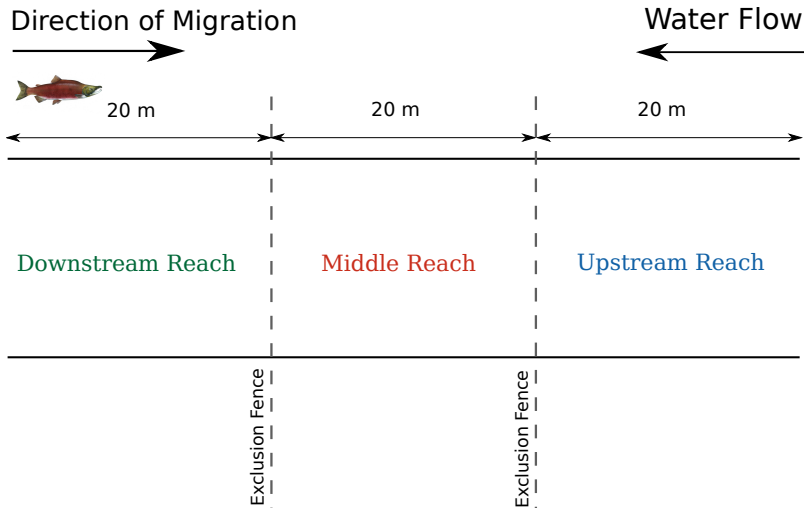 Direction of Migration
Water Flow
20 m
20 m
20 m
Downstream Reach
Middle Reach
Upstream Reach
Exclusion Fence
Exclusion Fence